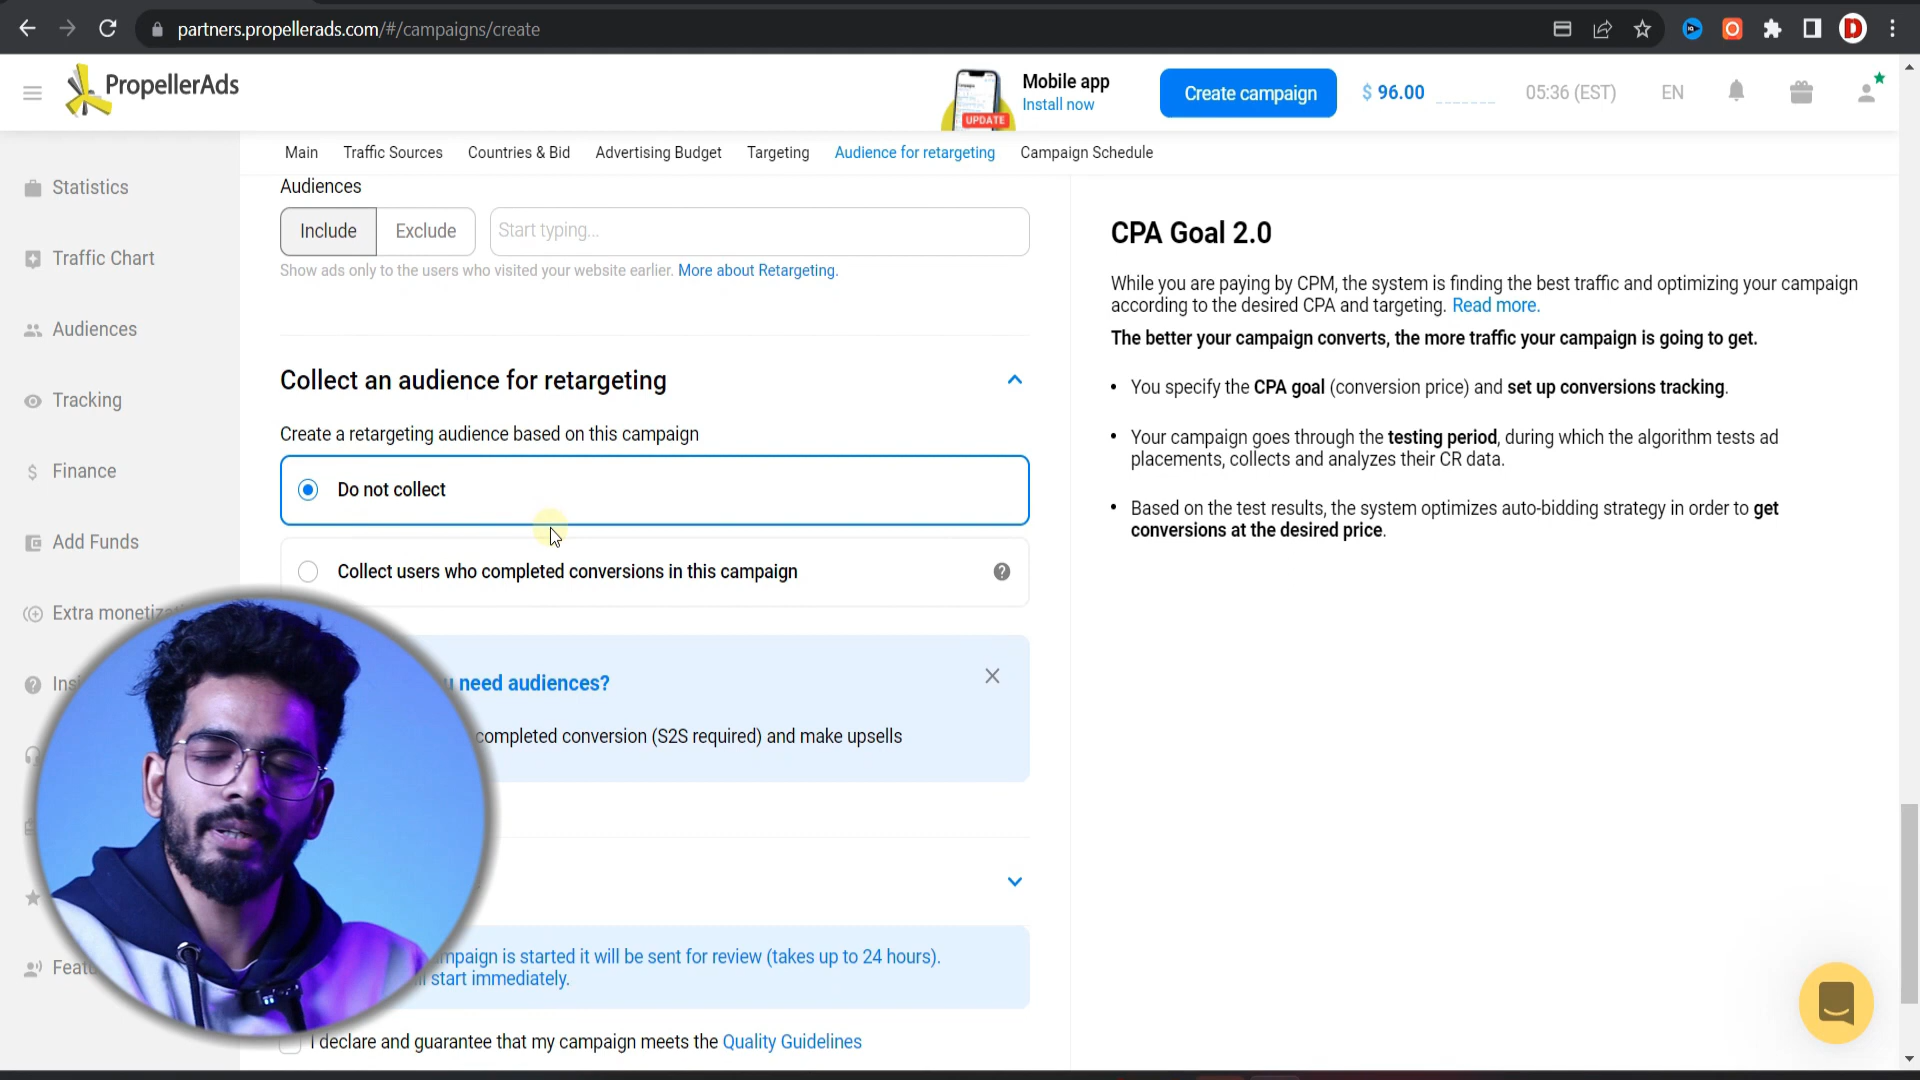 partners.propellerads.com/#/campaigns/create
PropellerAds
UPDATE
Mobile app
Install now
Create campaign
$ 96.00
05:36 (EST)
EN
Main
Traffic Sources
Countries & Bid
Advertising Budget
Targeting
Audience for retargeting
Campaign Schedule
Statistics
Traffic Chart
Audiences
Tracking
Finance
Add Funds
Extra monetizati
Audiences
Include
Exclude
Start typing...
Show ads only to the users who visited your website earlier. More about Retargeting.
Collect an audience for retargeting
Create a retargeting audience based on this campaign
Do not collect
Collect users who completed conversions in this campaign
need audiences?
completed conversion (S2S required) and make upsells
mpaign is started it will be sent for review (takes up to 24 hours).
start immediately.
I declare and guarantee that my campaign meets the Quality Guidelines
CPA Goal 2.0
While you are paying by CPM, the system is finding the best traffic and optimizing your campaign
according to the desired CPA and targeting. Read more.
The better your campaign converts, the more traffic your campaign is going to get.
• You specify the CPA goal (conversion price) and set up conversions tracking.
• Your campaign goes through the testing period, during which the algorithm tests ad
placements, collects and analyzes their CR data.
• Based on the test results, the system optimizes auto-bidding strategy in order to get
conversions at the desired price.